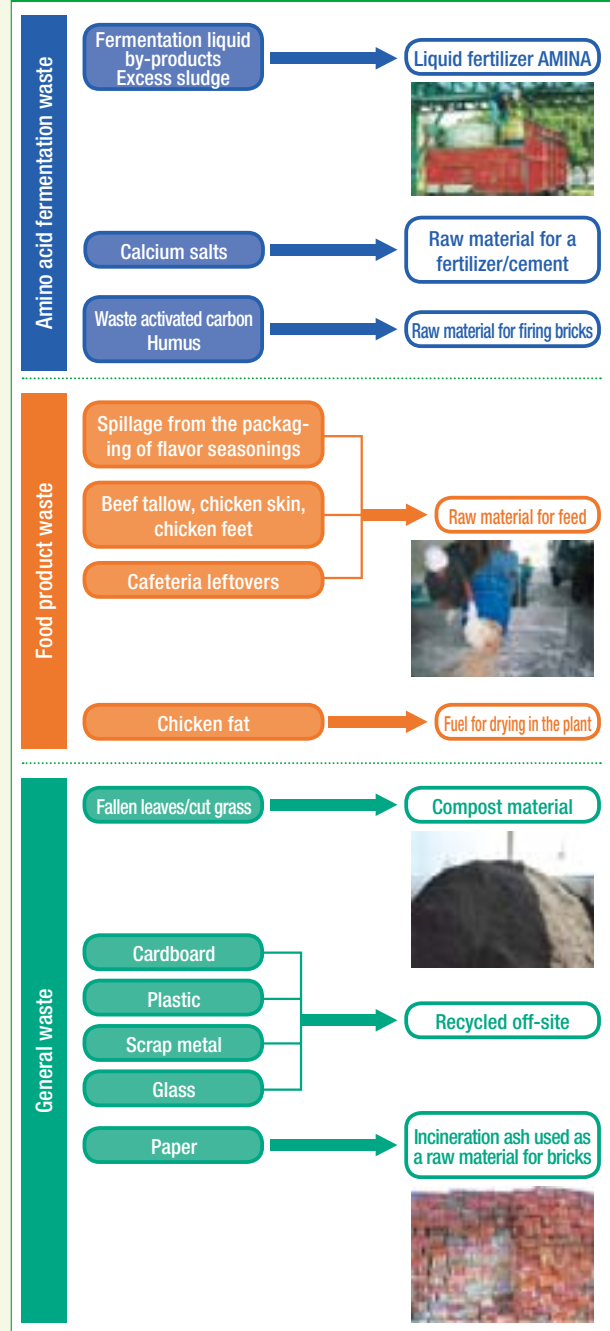 Amino acid fermentation waste
Fermentation liquid
by-products
Excess sludge
Liquid fertilizer AMINA
Calcium salts
Raw material for a
fertilizer/cement
Waste activated carbon
Humus
Raw material for firing bricks
Food product waste
Spillage from the packag-
ing of flavor seasonings
Beef tallow, chicken skin,
chicken feet
Cafeteria leftovers
Raw material for feed
Chicken fat
Fuel for drying in the plant
General waste
Fallen leaves/cut grass
Compost material
Cardboard
Plastic
Scrap metal
Glass
Recycled off-site
Paper
Incineration ash used as
a raw material for bricks